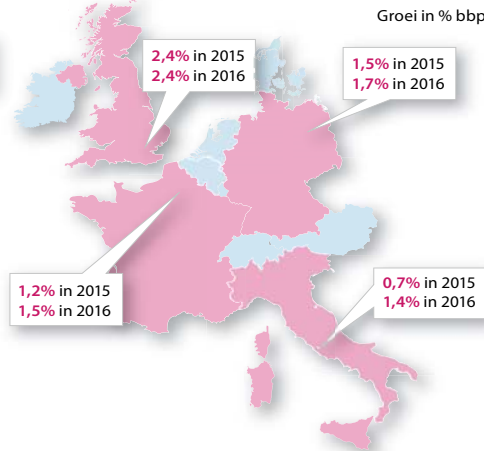 Groei in % bbp
2,4% in 2015
2,4% in 2016
1,5% in 2015
1,7% in 2016
1,2% in 2015
1,5% in 2016
0,7% in 2015
1,4% in 2016